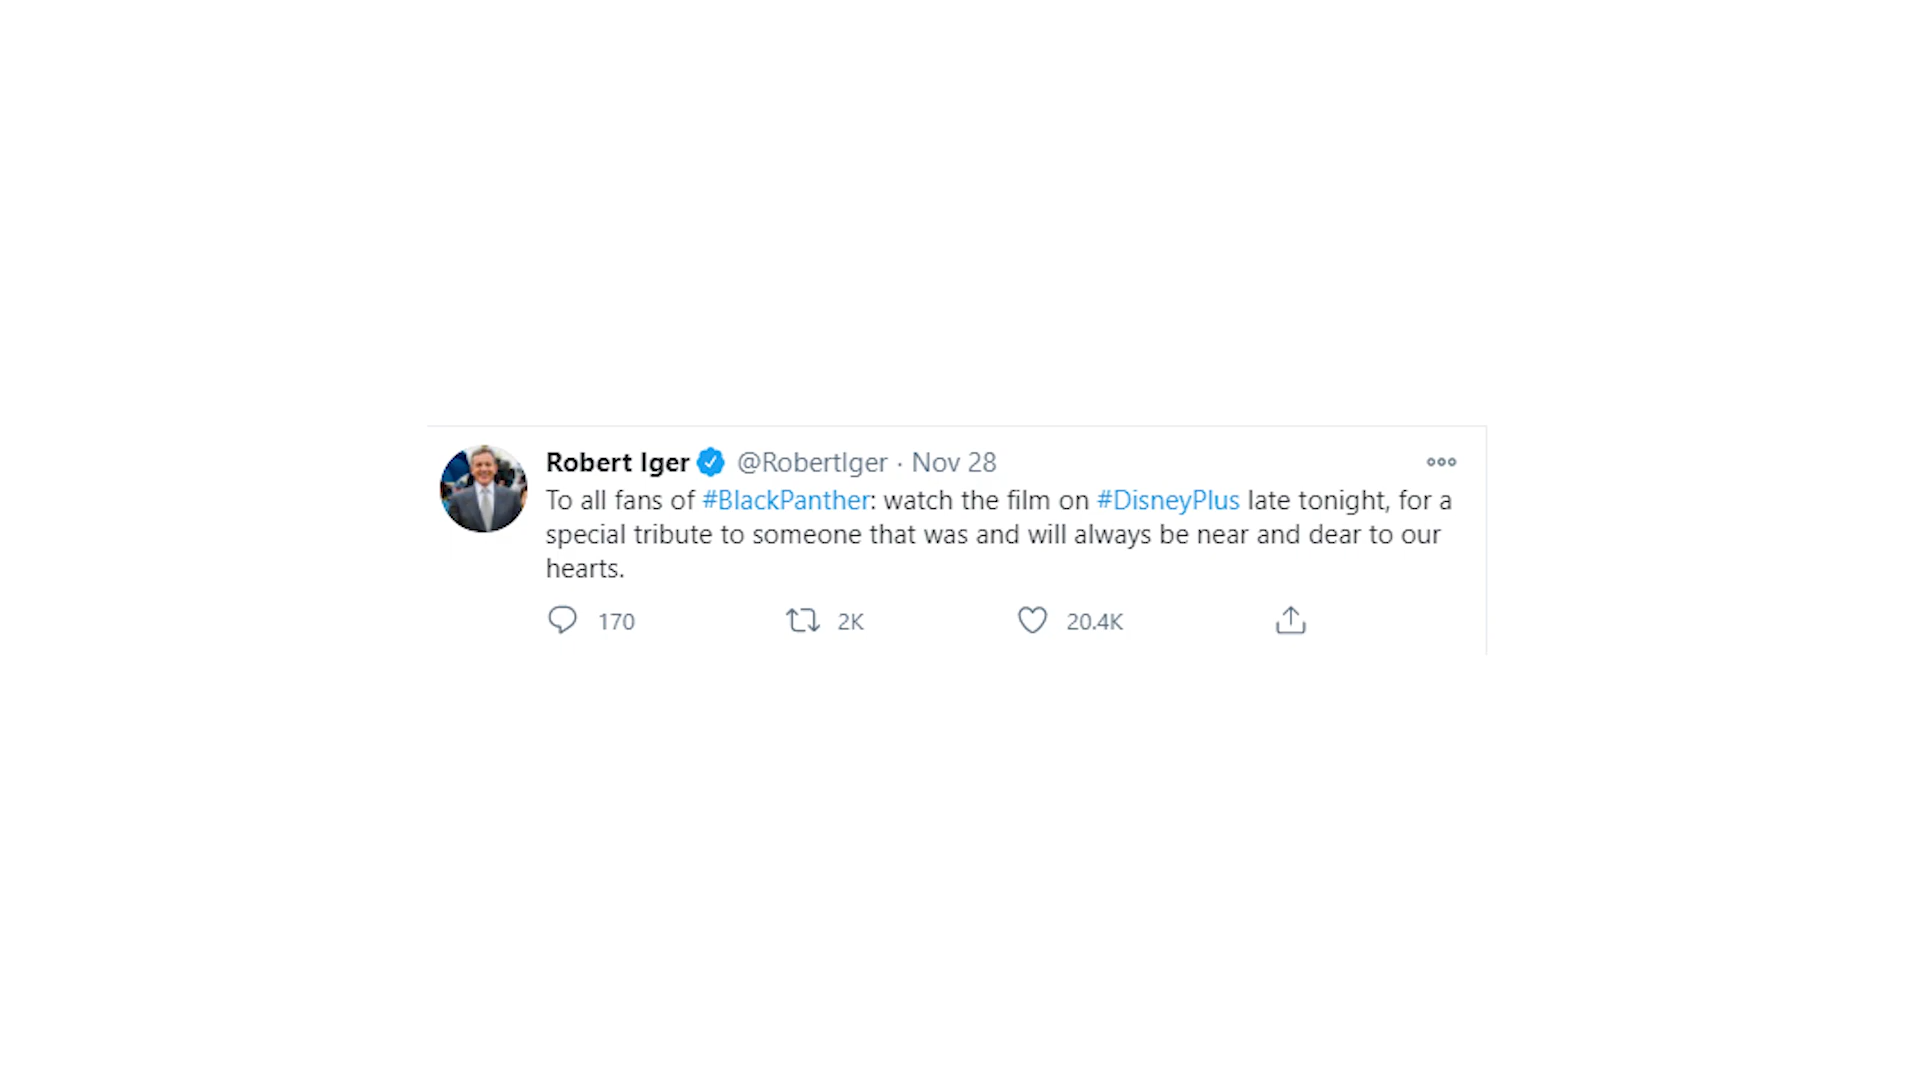 Robert Iger @RobertIger · Nov 28
To all fans of #BlackPanther: watch the film on #DisneyPlus late tonight, for a
special tribute to someone that was and will always be near and dear to our
hearts.
170 2K 20.4K